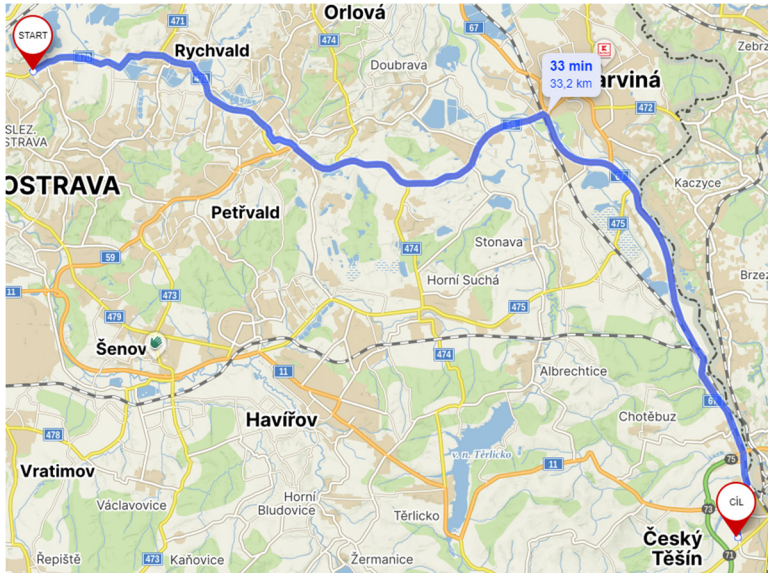 Orlová
471
START
67
474
Rychvald
Doubrava
33 min
33,2 km
arviná
Zebrz
472
SLEZ.
STRAVA
OSTRAVA
Kaczyce
Petřvald
475
474
Stonava
59
Horní Suchá
Brze
11
473
475
479
Šenov
474
11
Albrechtice
Havířov
Chotěbuz
478
v. n. Těrlicko
75
Vratimov
11
CÍL
Václavovice
Horní
Bludovice
73
Těrlicko
Český
Těšín
71
Řepiště
473
Kaňovice
Žermanice